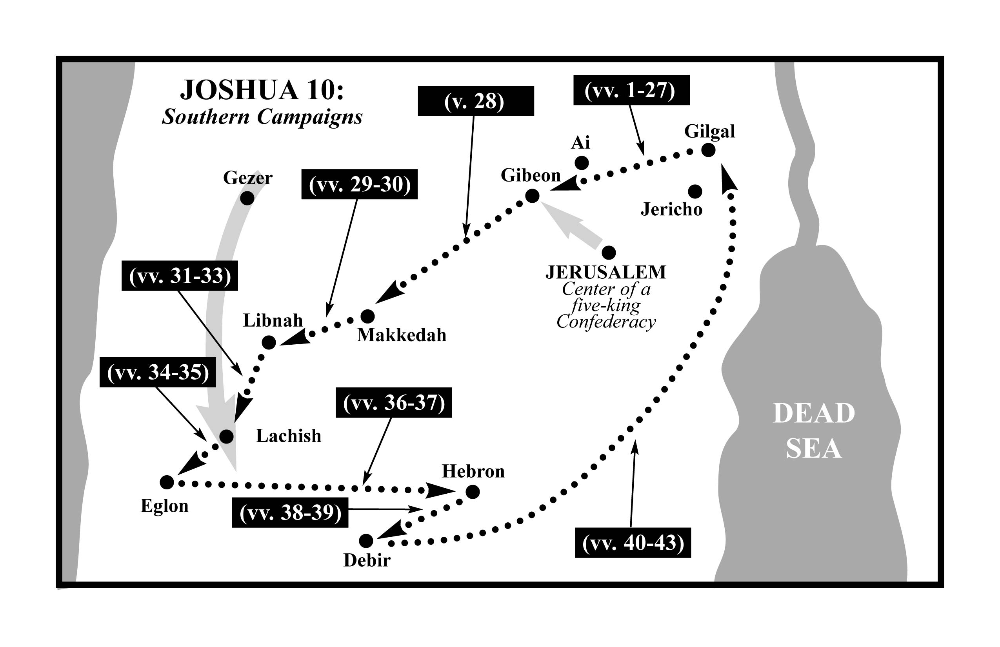 JOSHUA 10:
Southern Campaigns
(v. 28)
(vv. 1-27)
Gilgal
Ai
Gibeon
Gezer
(vv. 29-30)
Jericho
(vv. 31-33)
JERUSALEM
Center of a
five-king
Confederacy
Libnah
Makkedah
(vv. 34-35)
(vv. 36-37)
DEAD
SEA
Lachish
Hebron
Eglon
(vv. 38-39)
(vv. 40-43)
Debir